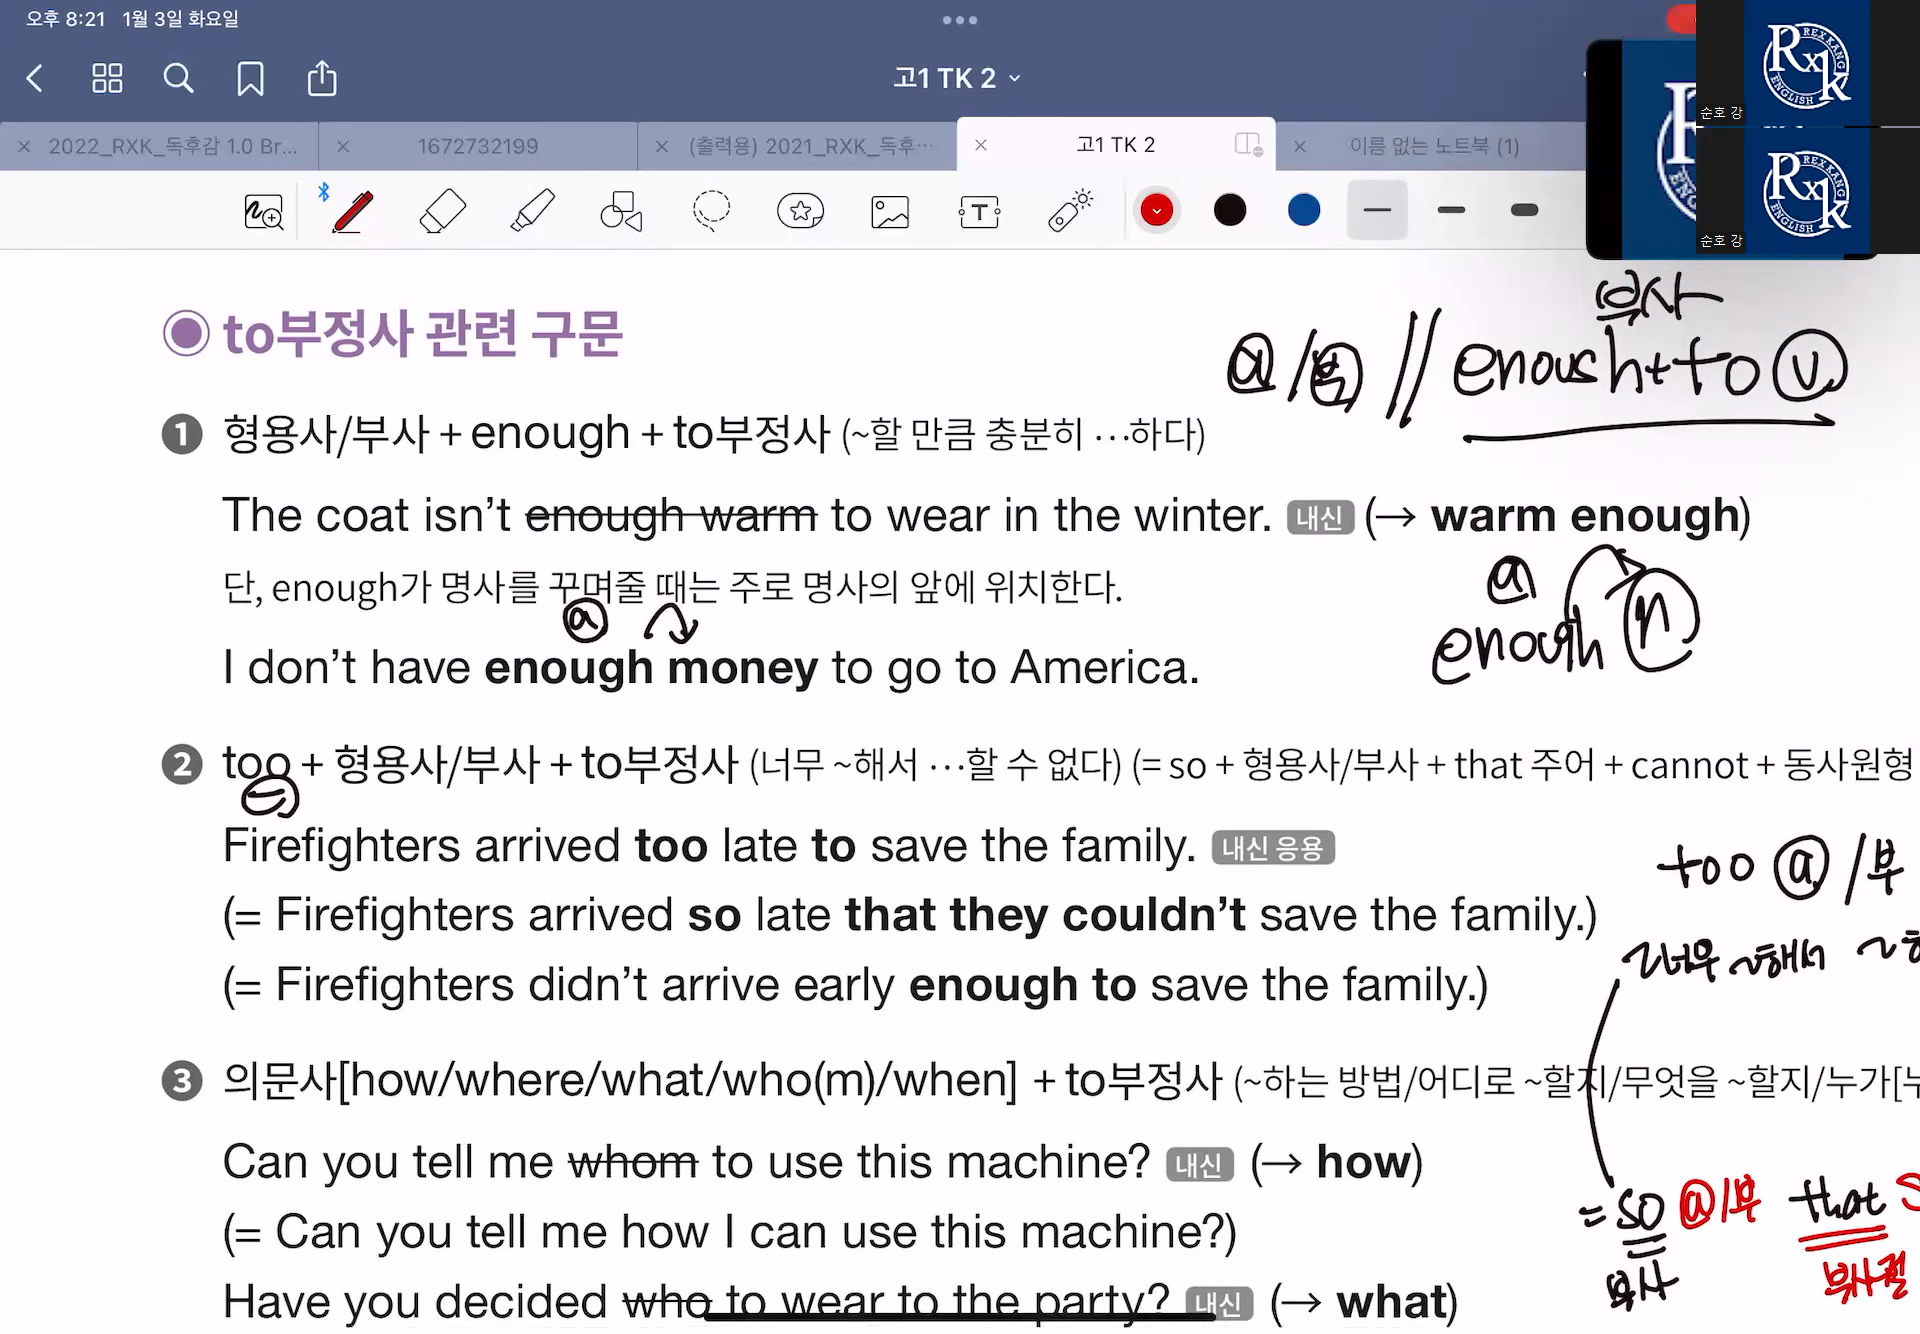 오후 8:21 1월 3일 화요일
고1 TK 2
2022_RXK_독후감 1.0 Br...
1672732199
(출력용) 2021_RXK_독후...
고1 TK 2
이름 없는 노트북 (1)
순호 강
순호 강
REX KANG
RxK
ENGLISH
to부정사 관련 구문
부사
ⓐ/부 // enough+to ⓥ
1 형용사/부사 + enough + to부정사 (~할 만큼 충분히 …하다)
The coat isn't enough warm to wear in the winter. 내신 (→ warm enough)
단, enough가 명사를 꾸며줄 때는 주로 명사의 앞에 위치한다.
ⓐ
ⓐ
enough ⓝ
I don't have enough money to go to America.
2 too + 형용사/부사 + to부정사 (너무 ~해서 …할 수 없다) (= so + 형용사/부사 + that 주어 + cannot + 동사원형
Firefighters arrived too late to save the family. 내신 응용
too ⓐ/부
(= Firefighters arrived so late that they couldn't save the family.)
너무 ~해서
(= Firefighters didn't arrive early enough to save the family.)
3 의문사[how/where/what/who(m)/when] + to부정사 (~하는 방법/어디로 ~할지/무엇을 ~할지/누가[누
Can you tell me whom to use this machine? 내신 (→ how)
= so ⓐ/부 that S
(= Can you tell me how I can use this machine?)
부사 부사절
Have you decided who to wear to the party? 내신 (→ what)